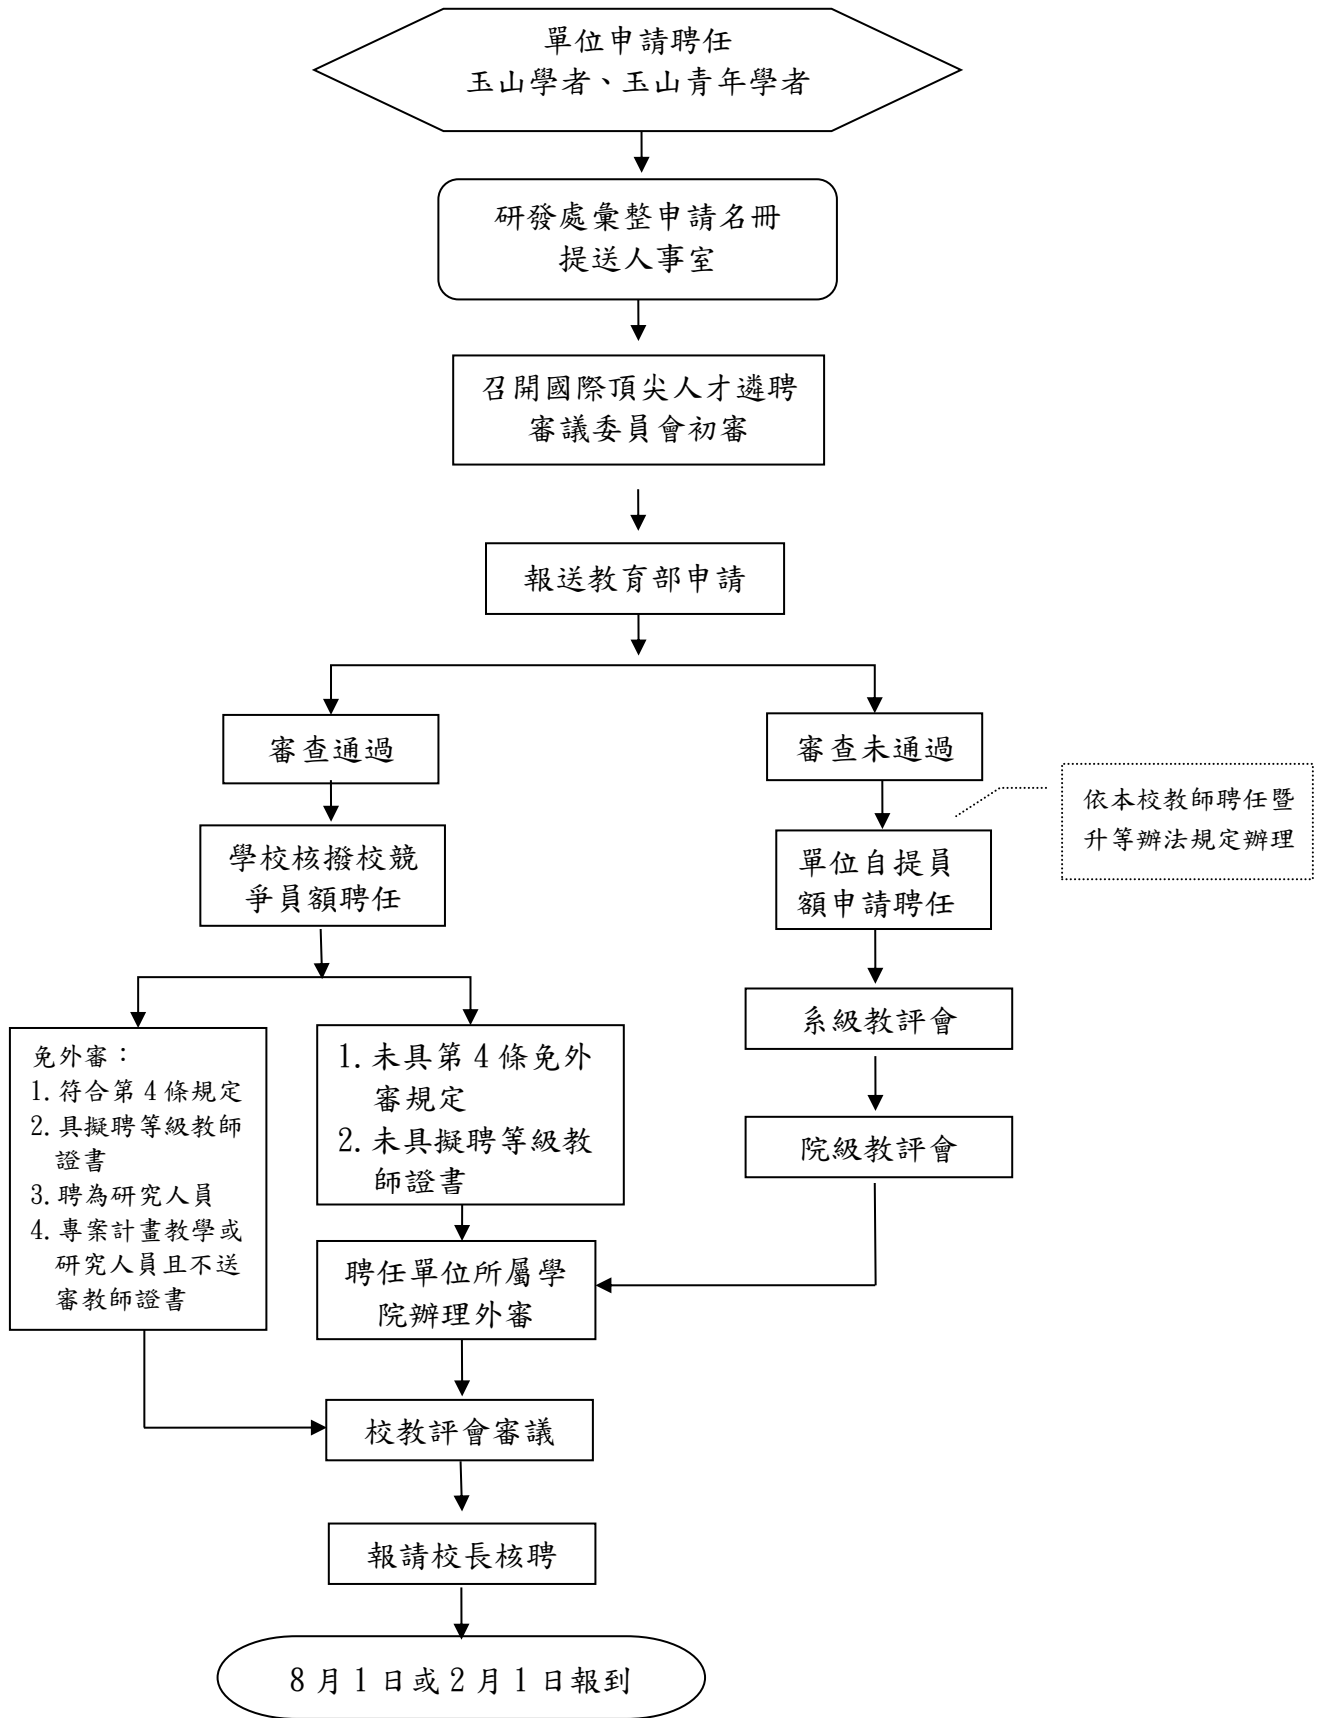 單位申請聘任
玉山學者、玉山青年學者
研發處彙整申請名冊
提送人事室
召開國際頂尖人才遴聘
審議委員會初審
報送教育部申請
審查通過
審查未通過
依本校教師聘任暨
升等辦法規定辦理
學校核撥校競
爭員額聘任
單位自提員
額申請聘任
系級教評會
院級教評會
免外審：
1.符合第4條規定
2.具擬聘等級教師
證書
3.聘為研究人員
4.專案計畫教學或
研究人員且不送
審教師證書
1.未具第4條免外
審規定
2.未具擬聘等級教
師證書
聘任單位所屬學
院辦理外審
校教評會審議
報請校長核聘
8月1日或2月1日報到